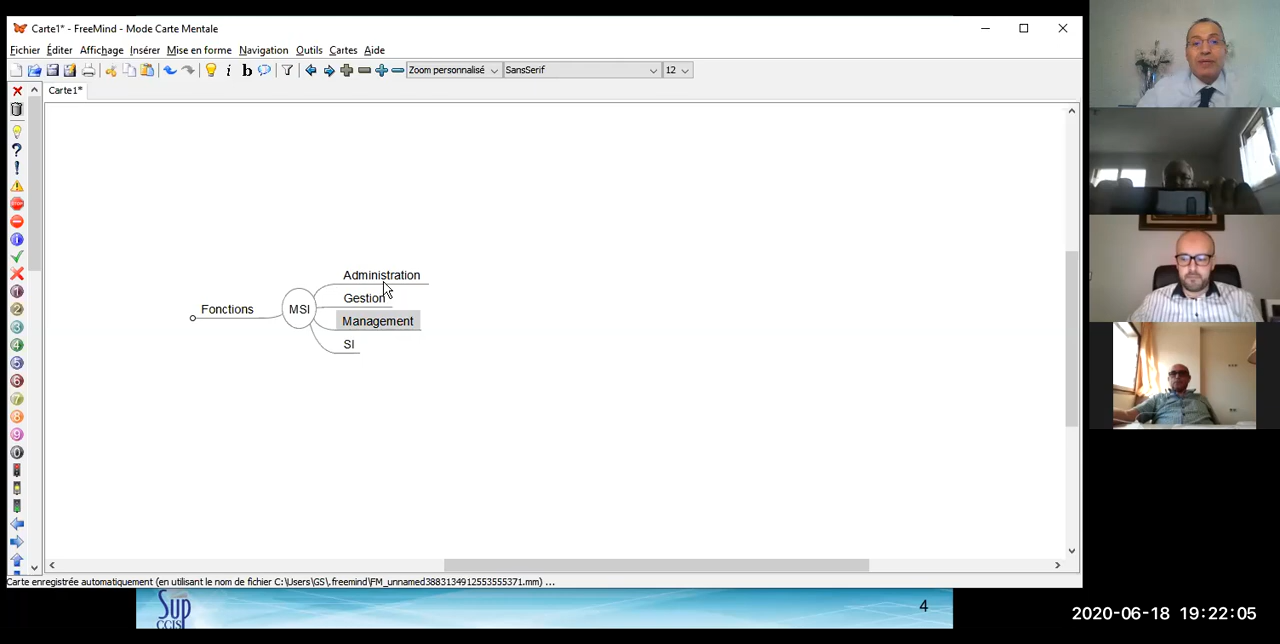 Carte1* - FreeMind - Mode Carte Mentale
Fichier Éditer Affichage Insérer Mise en forme Navigation Outils Cartes Aide
i b Zoom personnalisé SansSerif 12
Carte1*
Administration
Gestion
Fonctions
MSI
Management
SI
Carte enregistrée automatiquement (en utilisant le nom de fichier C:\Users\GS\.freemind\FM_unnamed3883134912553555371.mm) ...
Sup
CCIS
4
2020-06-18 19:22:05